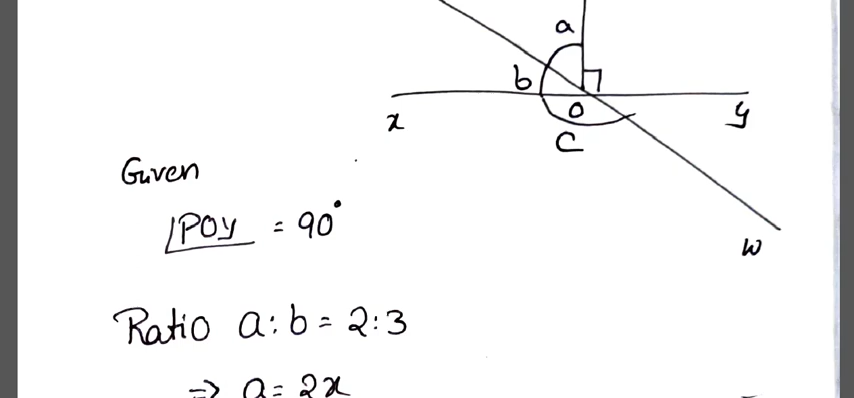 a
b
O
x
y
C
Given
∠POY = 90°
w
Ratio a:b = 2:3
⇒ a = 2x